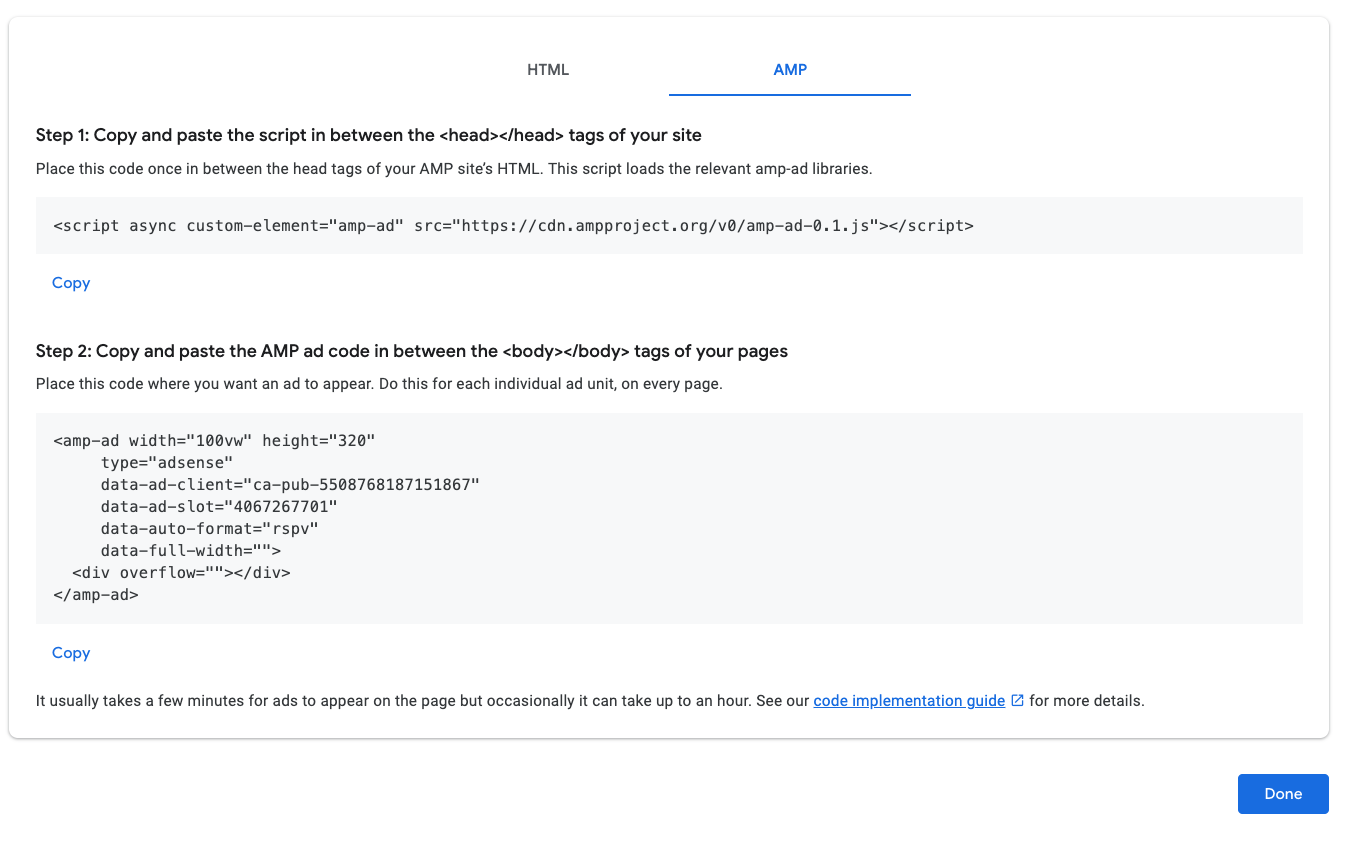 HTML
AMP
Step 1: Copy and paste the script in between the <head></head> tags of your site
Place this code once in between the head tags of your AMP site's HTML. This script loads the relevant amp-ad libraries.
<script async custom-element="amp-ad" src="https://cdn.ampproject.org/v0/amp-ad-0.1.js"></script>
Copy
Step 2: Copy and paste the AMP ad code in between the <body></body> tags of your pages
Place this code where you want an ad to appear. Do this for each individual ad unit, on every page.
<amp-ad width="100vw" height="320"
     type="adsense"
     data-ad-client="ca-pub-5508768187151867"
     data-ad-slot="4067267701"
     data-auto-format="rspv"
     data-full-width="">
  <div overflow=""></div>
</amp-ad>
Copy
It usually takes a few minutes for ads to appear on the page but occasionally it can take up to an hour. See our code implementation guide for more details.
Done